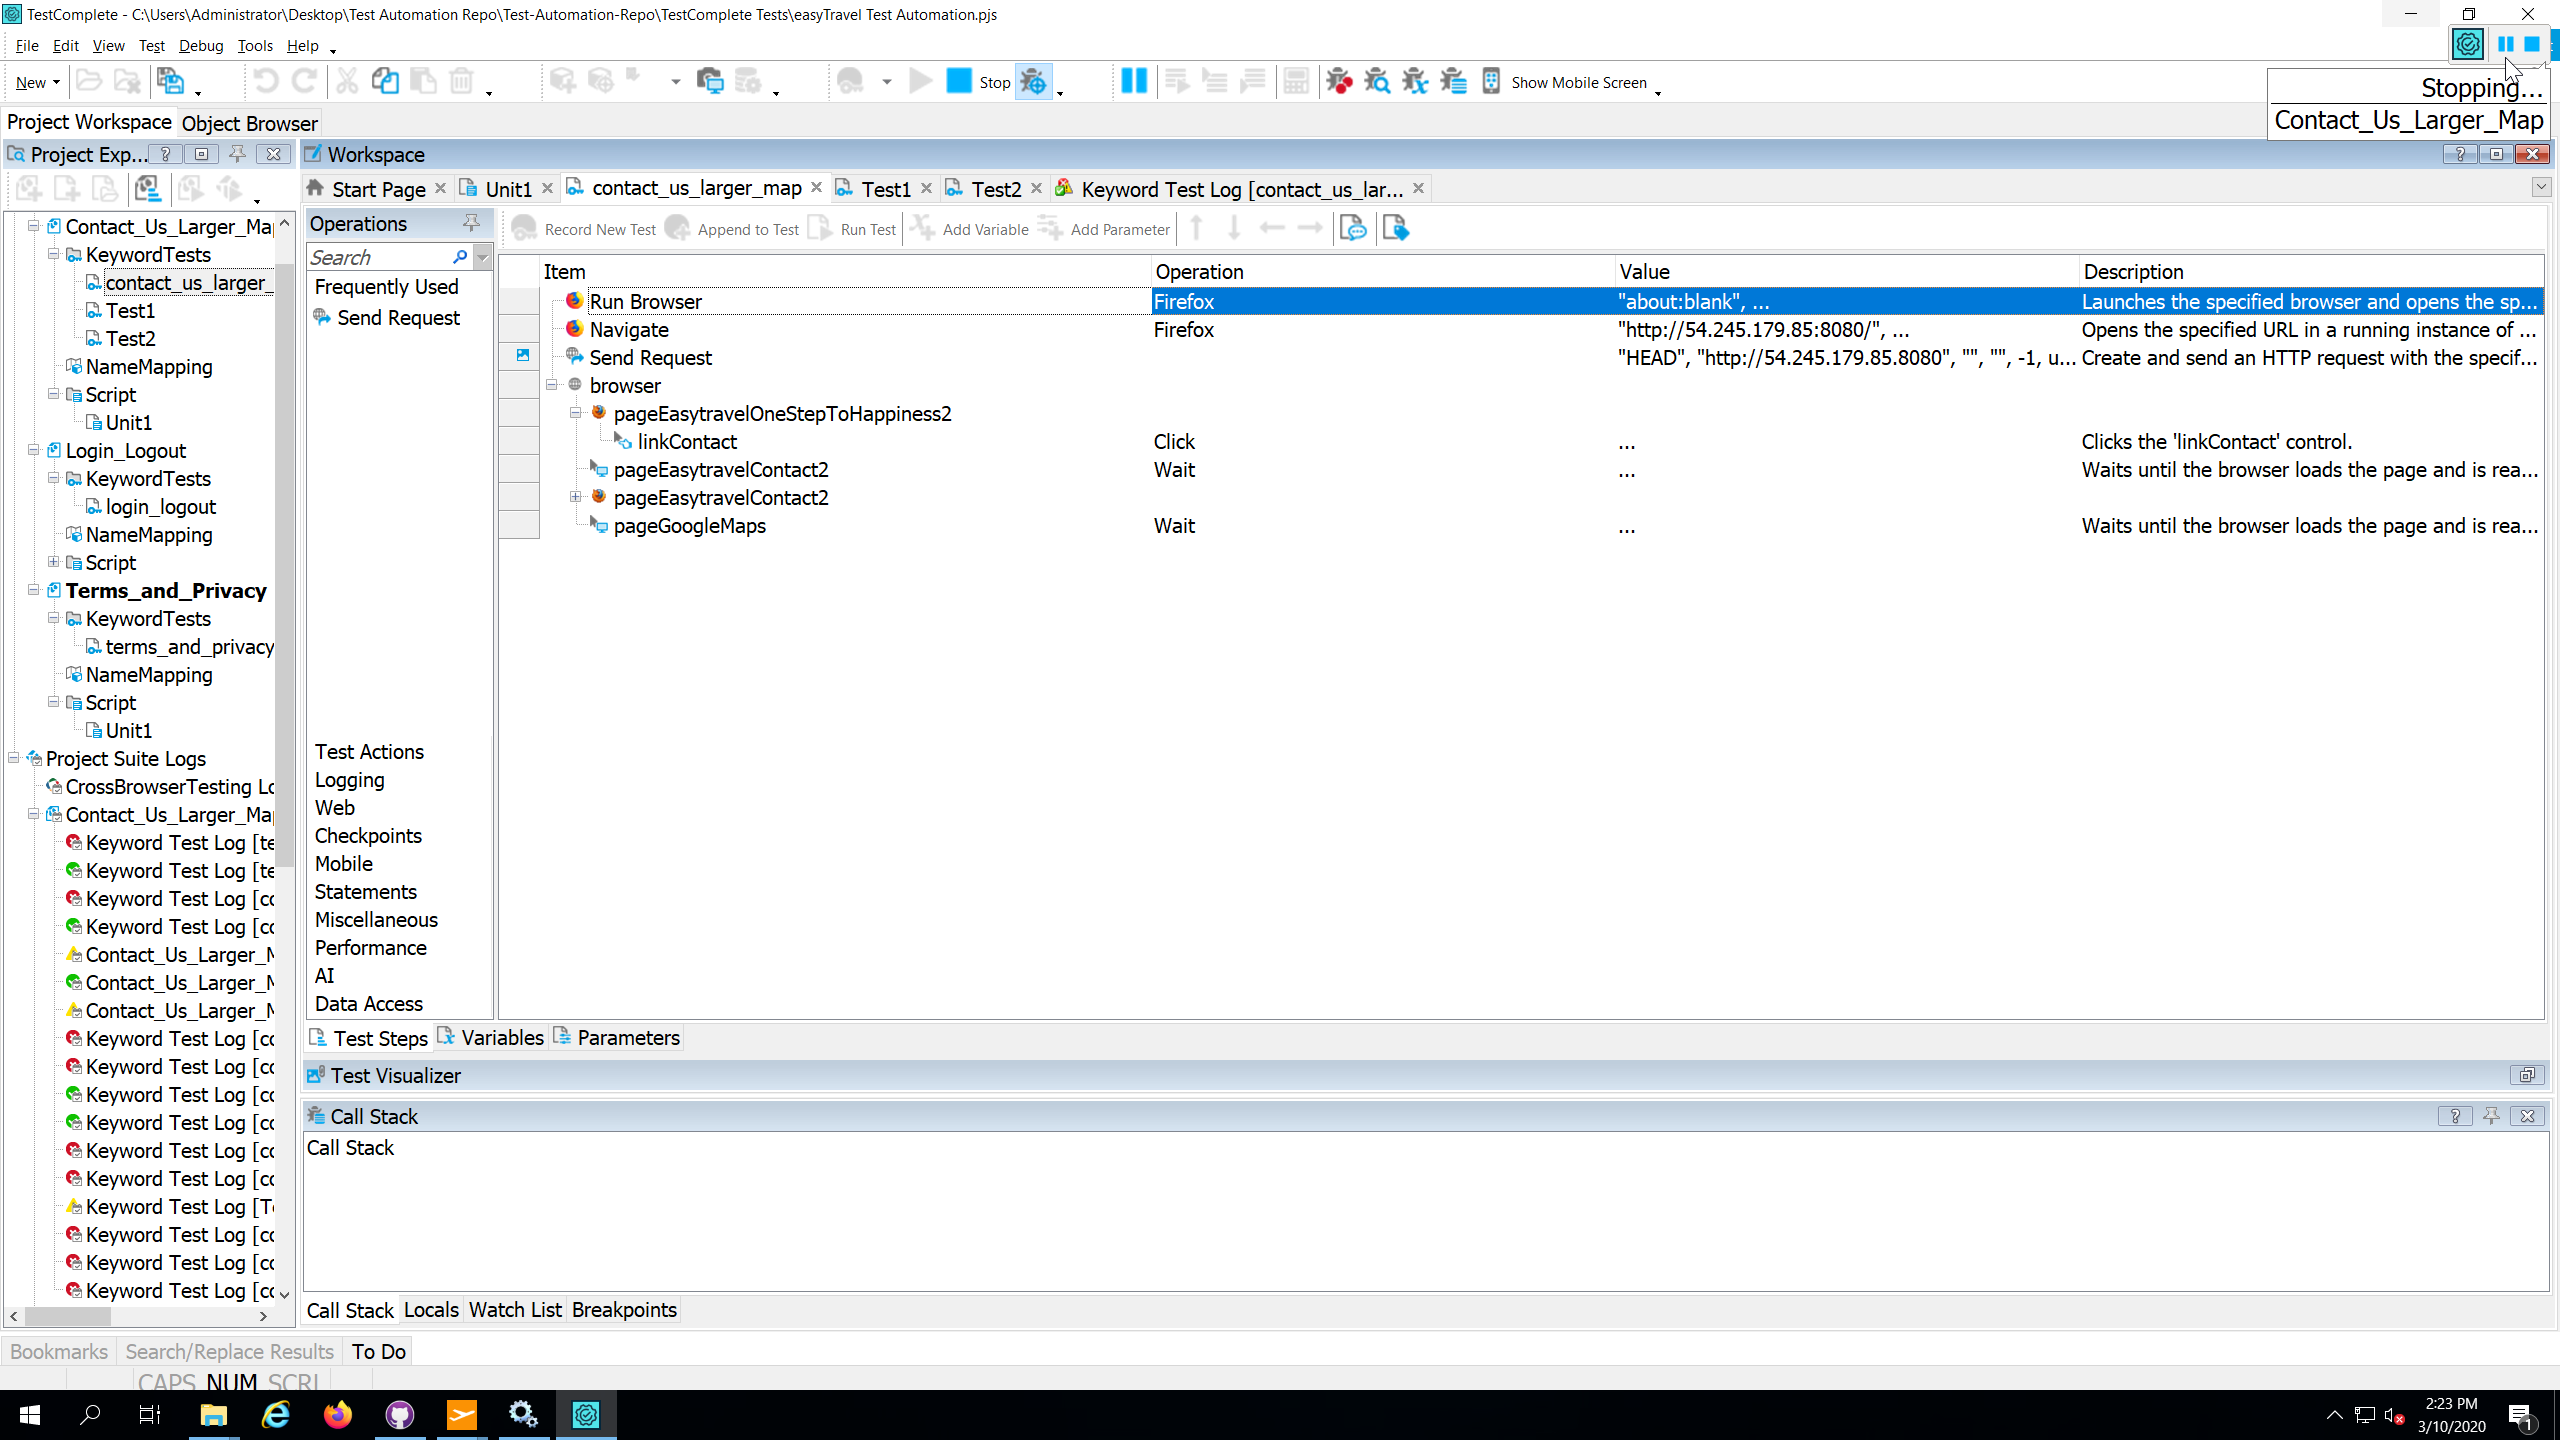 TestComplete - C:\Users\Administrator\Desktop\Test Automation Repo\Test-Automation-Repo\TestComplete Tests\easyTravel Test Automation.pjs
File Edit View Test Debug Tools Help
New Stop Show Mobile Screen
Stopping...
Contact_Us_Larger_Map
Project Workspace Object Browser
Project Exp...
Workspace
Start Page Unit1 contact_us_larger_map Test1 Test2 Keyword Test Log [contact_us_lar...
Operations
Record New Test Append to Test Run Test Add Variable Add Parameter
Search
Frequently Used
Send Request
Test Actions
Logging
Web
Checkpoints
Mobile
Statements
Miscellaneous
Performance
AI
Data Access
Item Operation Value Description
Run Browser Firefox "about:blank", ... Launches the specified browser and opens the sp...
Navigate Firefox "http://54.245.179.85:8080/", ... Opens the specified URL in a running instance of ...
Send Request "HEAD", "http://54.245.179.85.8080", "", "", -1, u... Create and send an HTTP request with the specif...
browser
pageEasytravelOneStepToHappiness2
linkContact Click ... Clicks the 'linkContact' control.
pageEasytravelContact2 Wait ... Waits until the browser loads the page and is rea...
pageEasytravelContact2
pageGoogleMaps Wait ... Waits until the browser loads the page and is rea...
Contact_Us_Larger_Ma
KeywordTests
contact_us_larger_
Test1
Test2
NameMapping
Script
Unit1
Login_Logout
KeywordTests
login_logout
NameMapping
Script
Terms_and_Privacy
KeywordTests
terms_and_privacy
NameMapping
Script
Unit1
Project Suite Logs
CrossBrowserTesting Lo
Contact_Us_Larger_Ma
Keyword Test Log [te
Keyword Test Log [te
Keyword Test Log [co
Keyword Test Log [co
Contact_Us_Larger_M
Contact_Us_Larger_M
Contact_Us_Larger_M
Keyword Test Log [co
Keyword Test Log [co
Keyword Test Log [co
Keyword Test Log [co
Keyword Test Log [co
Keyword Test Log [co
Keyword Test Log [Te
Keyword Test Log [co
Keyword Test Log [co
Keyword Test Log [co
Test Steps Variables Parameters
Test Visualizer
Call Stack
Call Stack
Call Stack Locals Watch List Breakpoints
Bookmarks Search/Replace Results To Do
CAPS NUM SCRL
2:23 PM
3/10/2020
1